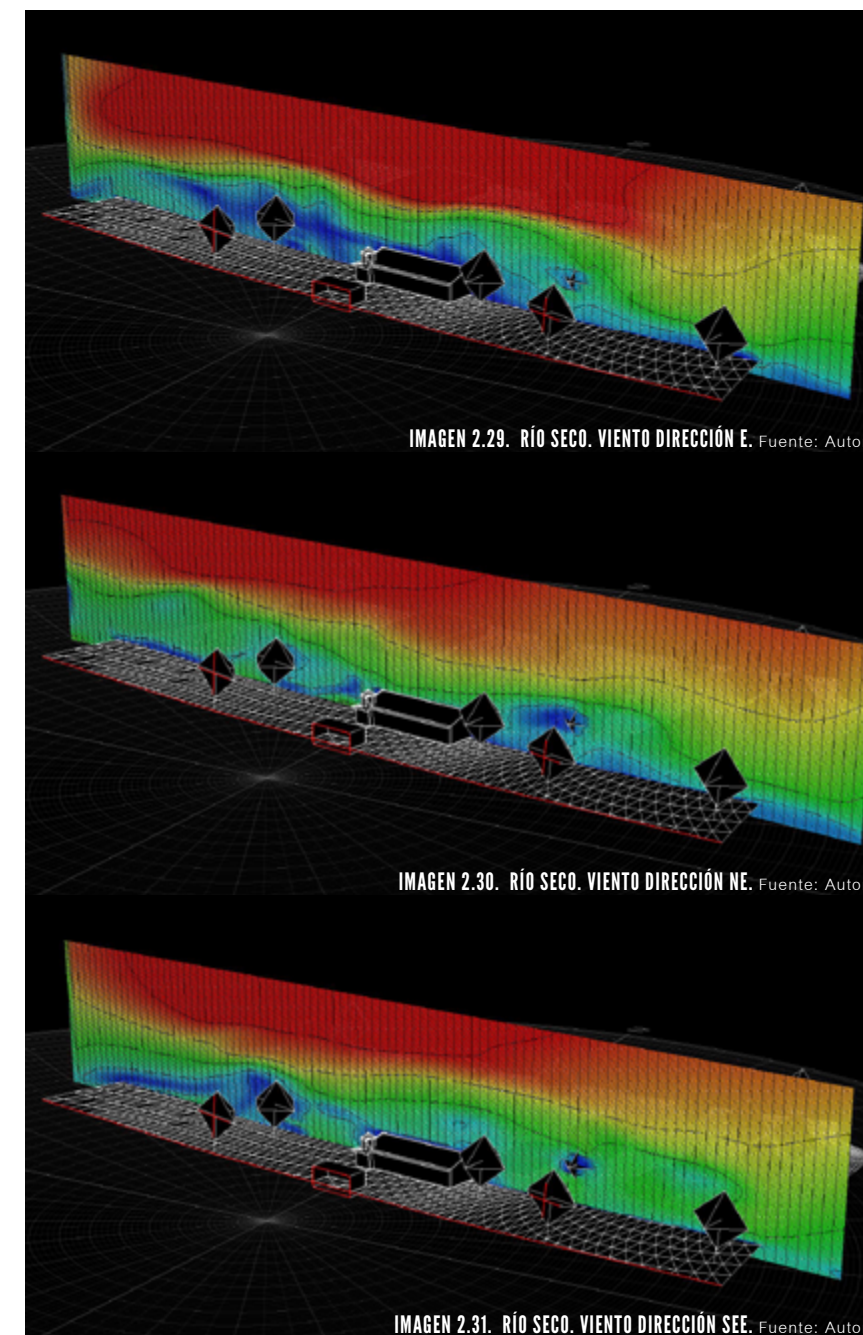 IMAGEN 2.29. RÍO SECO. VIENTO DIRECCIÓN E. Fuente: Auto
IMAGEN 2.30. RÍO SECO. VIENTO DIRECCIÓN NE. Fuente: Auto
IMAGEN 2.31. RÍO SECO. VIENTO DIRECCIÓN SEE. Fuente: Auto